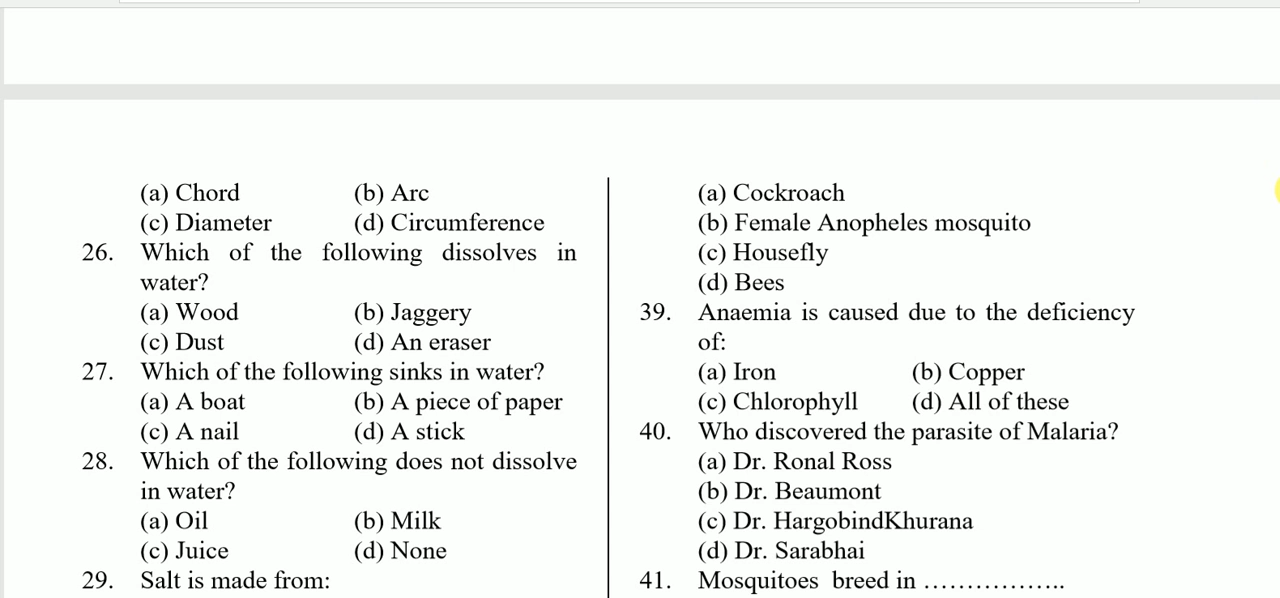 (a) Chord (b) Arc
(c) Diameter (d) Circumference
26. Which of the following dissolves in
water?
(a) Wood (b) Jaggery
(c) Dust (d) An eraser
27. Which of the following sinks in water?
(a) A boat (b) A piece of paper
(c) A nail (d) A stick
28. Which of the following does not dissolve
in water?
(a) Oil (b) Milk
(c) Juice (d) None
29. Salt is made from:
(a) Cockroach
(b) Female Anopheles mosquito
(c) Housefly
(d) Bees
39. Anaemia is caused due to the deficiency
of:
(a) Iron (b) Copper
(c) Chlorophyll (d) All of these
40. Who discovered the parasite of Malaria?
(a) Dr. Ronal Ross
(b) Dr. Beaumont
(c) Dr. HargobindKhurana
(d) Dr. Sarabhai
41. Mosquitoes breed in ……………..